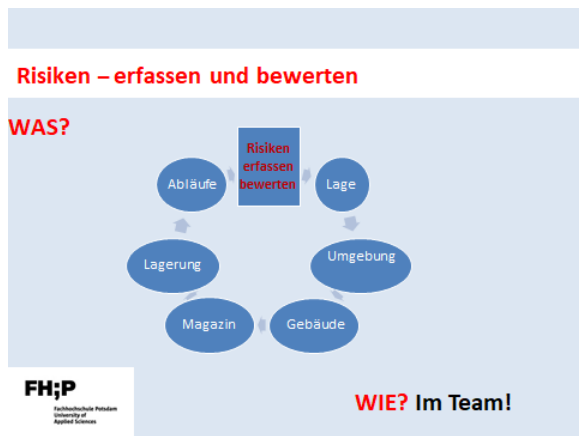 Risiken – erfassen und bewerten
WAS?
Risiken
erfassen
bewerten
Abläufe
Lage
Lagerung
Umgebung
Magazin
Gebäude
FH;P
Fachhochschule Potsdam
University of
Applied Sciences
WIE? Im Team!